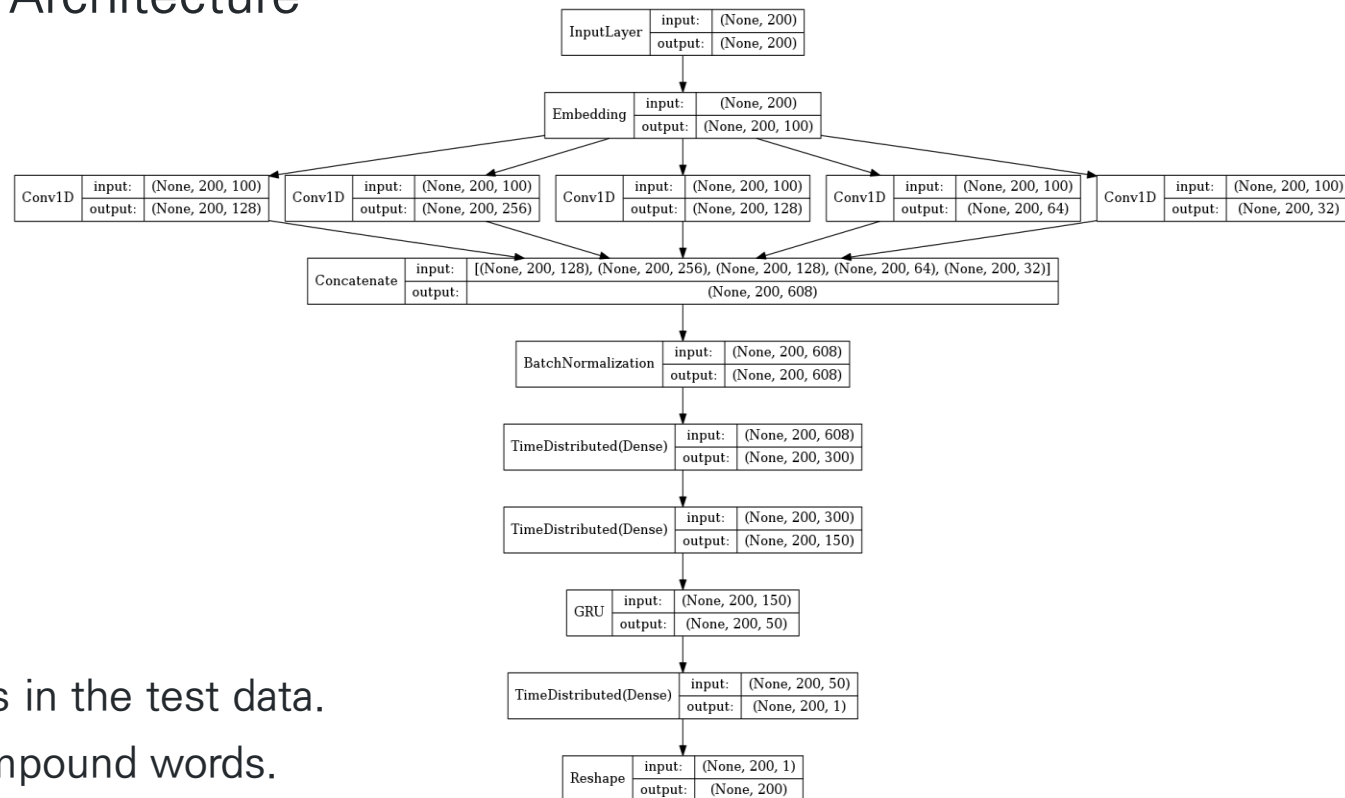 Architecture
InputLayer
input: (None, 200)
output: (None, 200)
Embedding
input: (None, 200)
output: (None, 200, 100)
Conv1D
input: (None, 200, 100)
output: (None, 200, 128)
Conv1D
input: (None, 200, 100)
output: (None, 200, 256)
Conv1D
input: (None, 200, 100)
output: (None, 200, 128)
Conv1D
input: (None, 200, 100)
output: (None, 200, 64)
Conv1D
input: (None, 200, 100)
output: (None, 200, 32)
Concatenate
input: [(None, 200, 128), (None, 200, 256), (None, 200, 128), (None, 200, 64), (None, 200, 32)]
output: (None, 200, 608)
BatchNormalization
input: (None, 200, 608)
output: (None, 200, 608)
TimeDistributed(Dense)
input: (None, 200, 608)
output: (None, 200, 300)
TimeDistributed(Dense)
input: (None, 200, 300)
output: (None, 200, 150)
GRU
input: (None, 200, 150)
output: (None, 200, 50)
TimeDistributed(Dense)
input: (None, 200, 50)
output: (None, 200, 1)
Reshape
input: (None, 200, 1)
output: (None, 200)
in the test data.
words.